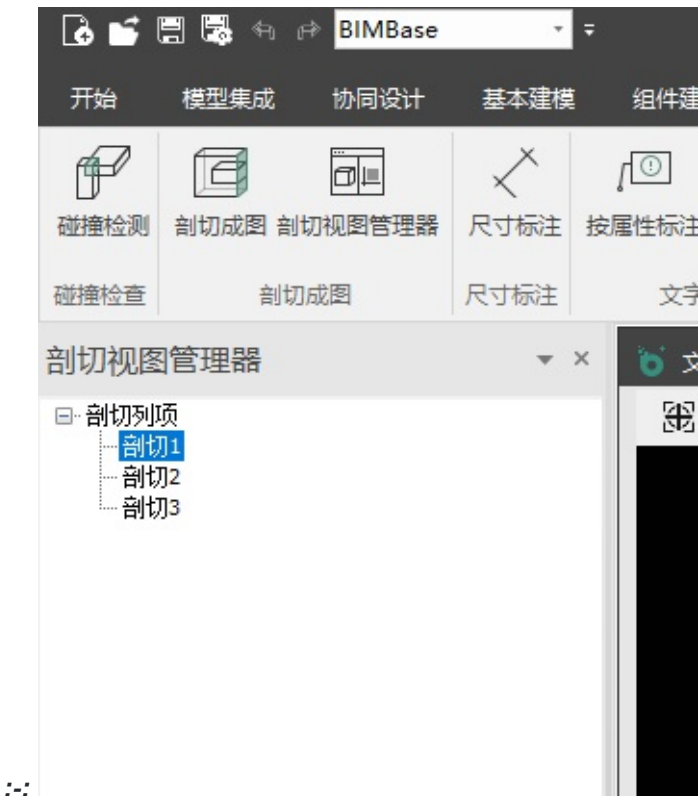 BIMBase
开始 模型集成 协同设计 基本建模 组件建
碰撞检测 剖切成图 剖切视图管理器 尺寸标注 按属性标注
碰撞检查 剖切成图 尺寸标注 文字
剖切视图管理器
文
剖切列项
剖切1
剖切2
剖切3